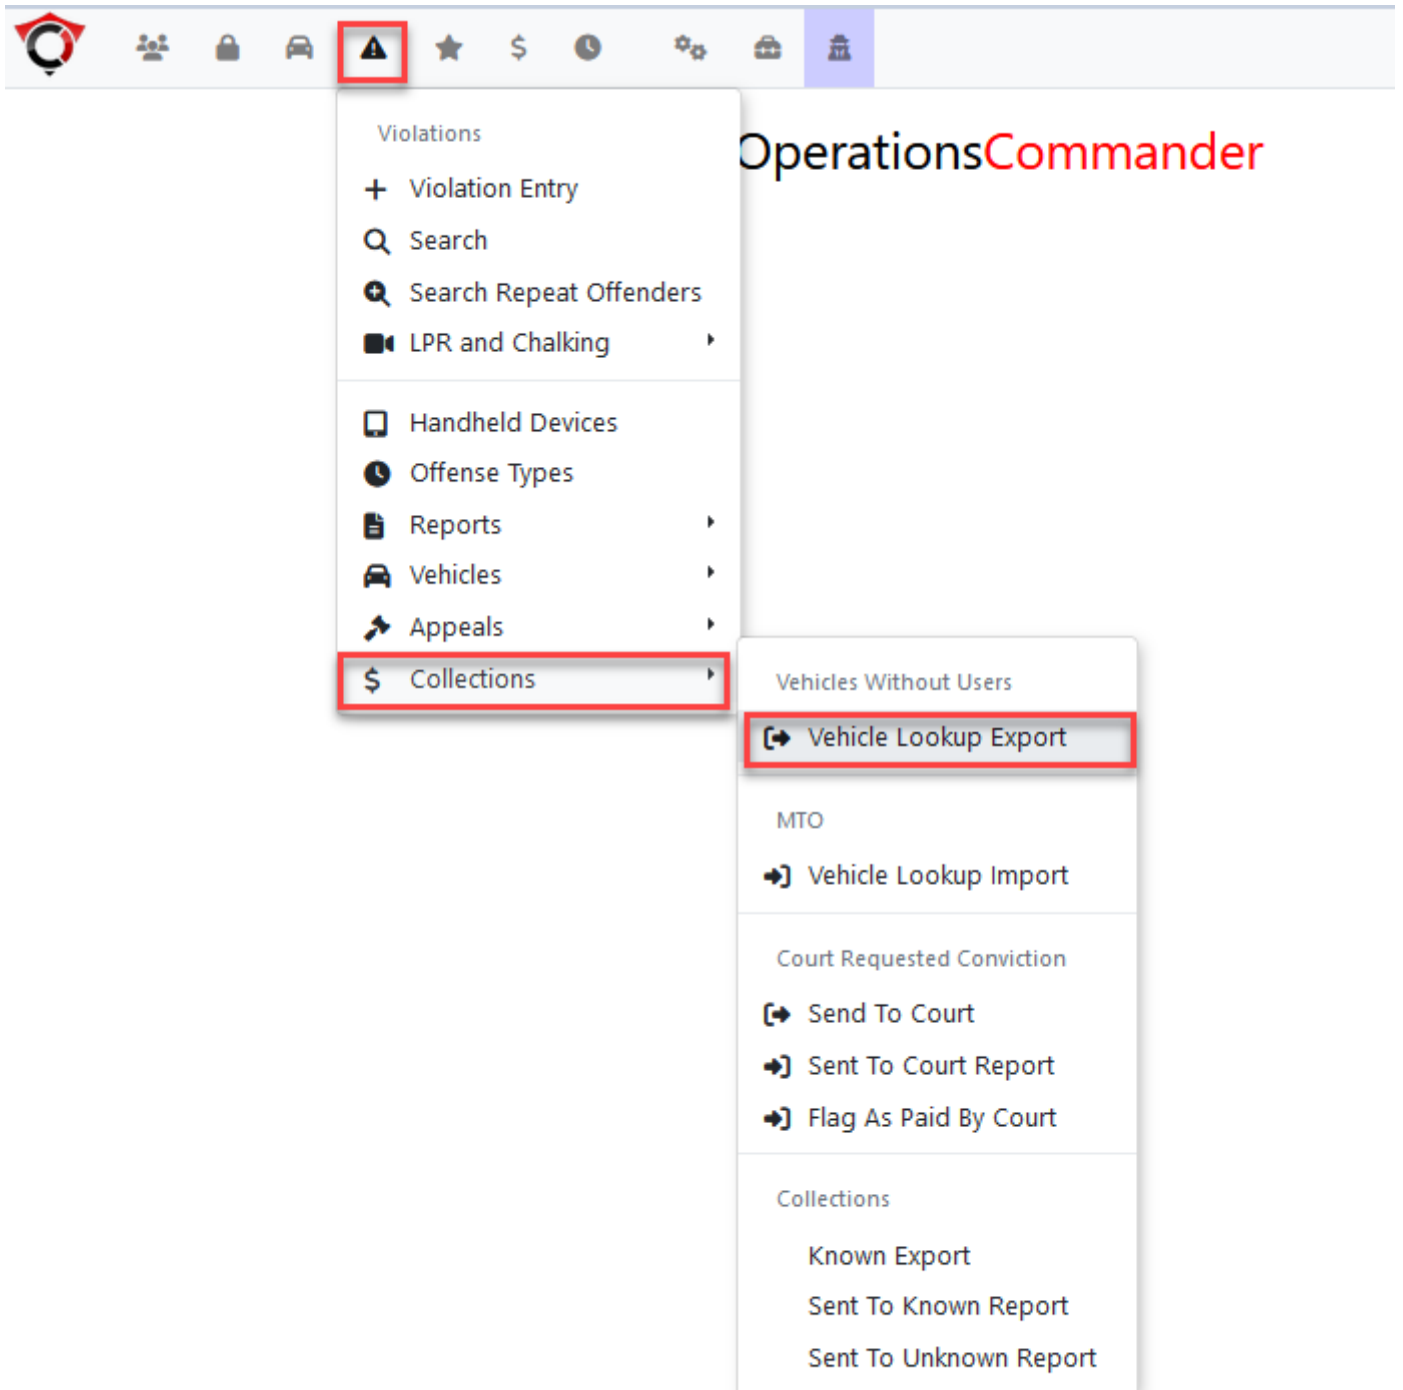 OperationsCommander
Violations
Violation Entry
Search
Search Repeat Offenders
LPR and Chalking
Handheld Devices
Offense Types
Reports
Vehicles
Appeals
$ Collections
Vehicles Without Users
Vehicle Lookup Export
MTO
Vehicle Lookup Import
Court Requested Conviction
Send To Court
Sent To Court Report
Flag As Paid By Court
Collections
Known Export
Sent To Known Report
Sent To Unknown Report